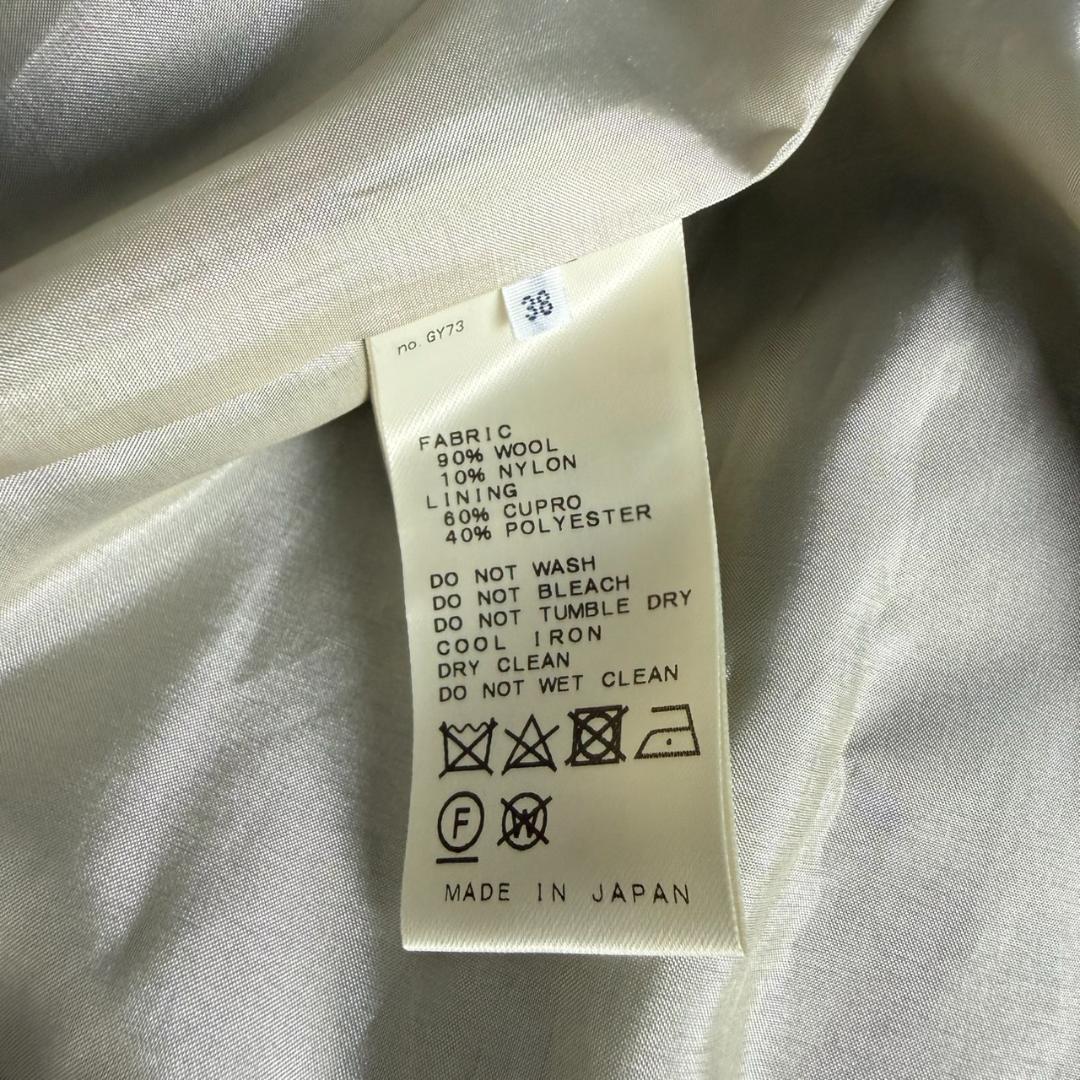 no. GY73
38
FABRIC
90% WOOL
10% NYLON
LINING
60% CUPRO
40% POLYESTER
DO NOT WASH
DO NOT BLEACH
DO NOT TUMBLE DRY
COOL IRON
DRY CLEAN
DO NOT WET CLEAN
F W
MADE IN JAPAN